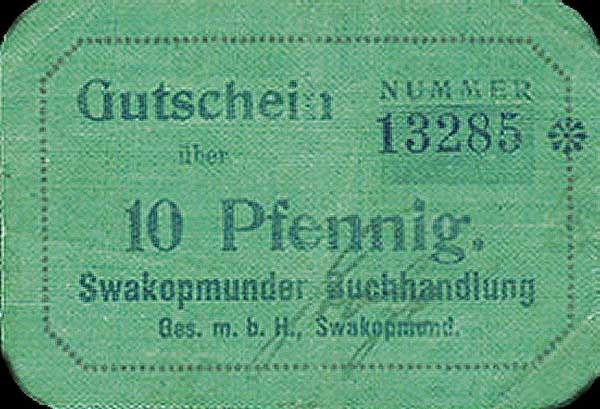 Gutschein
NUMMER
13285
über
10 Pfennig.
Swakopmunder Buchhandlung
Ges. m. b. H., Swakopmund.